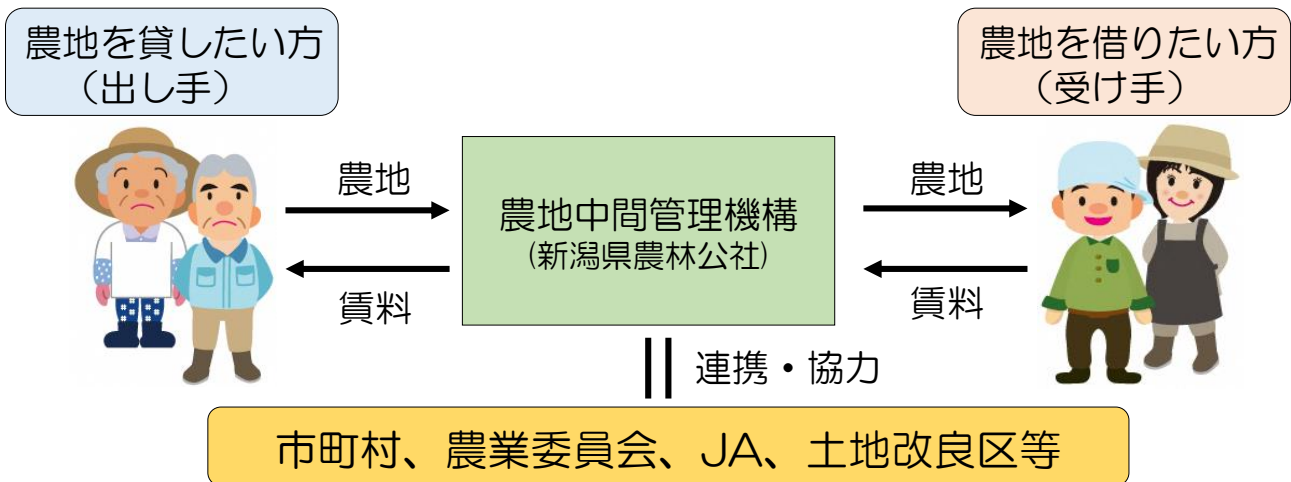 農地を貸したい方
（出し手）
農地を借りたい方
（受け手）
農地
賃料
農地中間管理機構
(新潟県農林公社)
農地
賃料
連携・協力
市町村、農業委員会、JA、土地改良区等